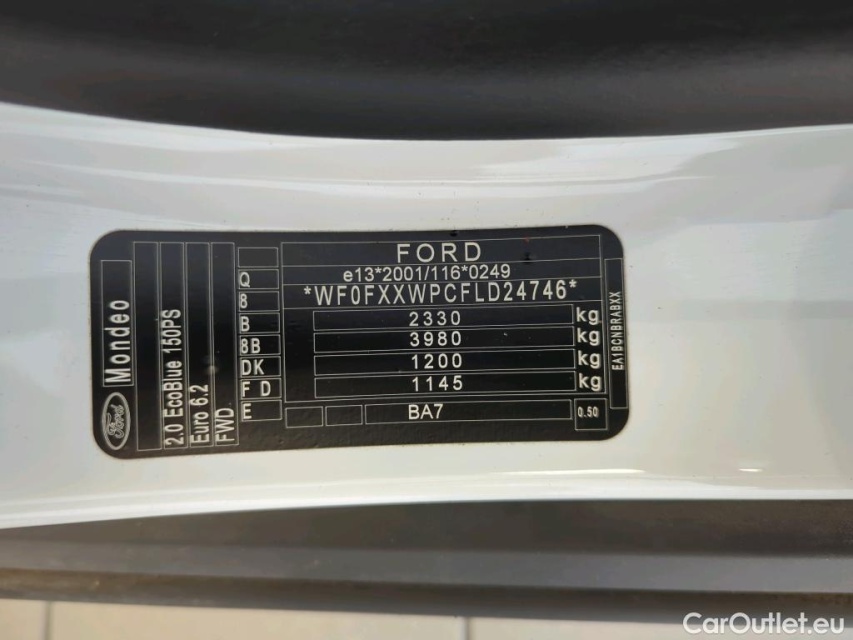 FORD
e13*2001/116*0249
*WF0FXXWPCFLD24746*
2330 kg
3980 kg
1200 kg
1145 kg
BA7
0.50
Q
8
B
8B
DK
F D
E
Ford Mondeo
2.0 EcoBlue 150PS
Euro 6.2
FWD
EA1BCNBRABXX
CarOutlet.eu